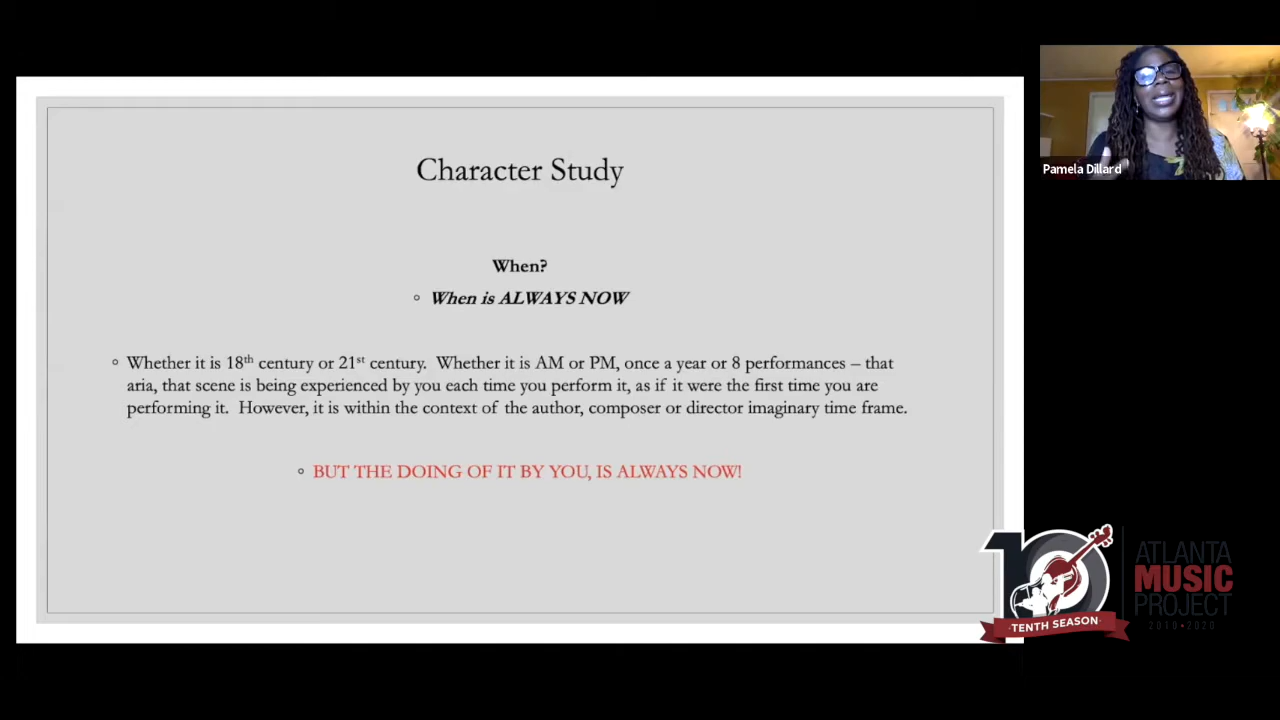 Character Study
When?
When is ALWAYS NOW
Whether it is 18th century or 21st century. Whether it is AM or PM, once a year or 8 performances – that
aria, that scene is being experienced by you each time you perform it, as if it were the first time you are
performing it. However, it is within the context of the author, composer or director imaginary time frame.
BUT THE DOING OF IT BY YOU, IS ALWAYS NOW!
Pamela Dillard
10
TENTH SEASON
ATLANTA
MUSIC
PROJECT
2010•2020